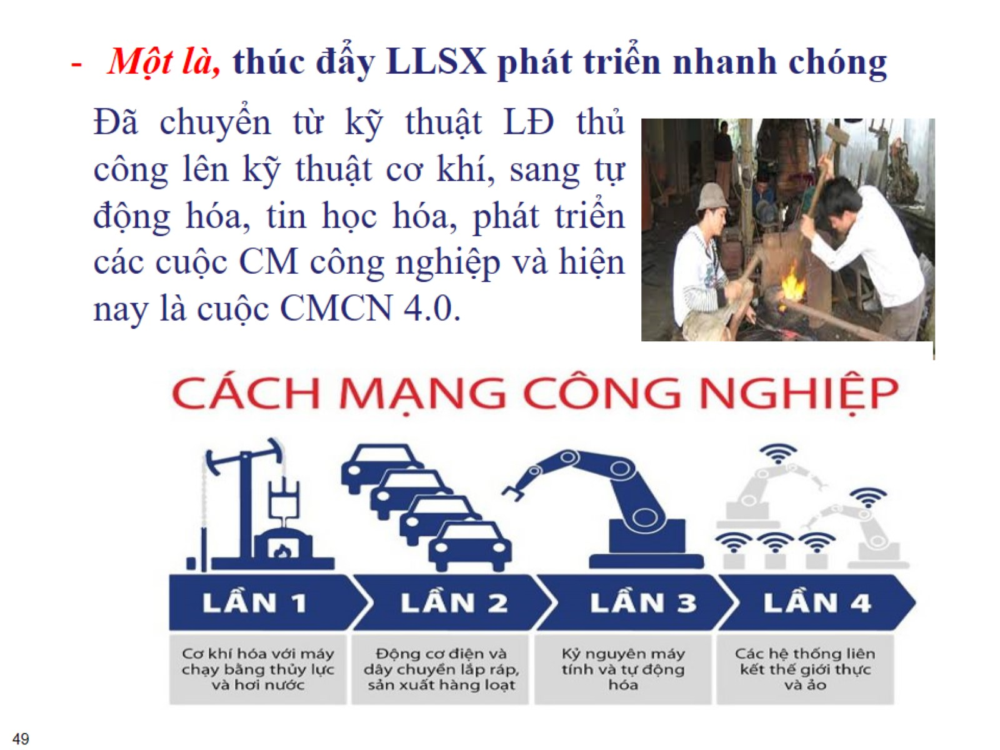 - Một là, thúc đẩy LLSX phát triển nhanh chóng
Đã chuyển từ kỹ thuật LĐ thủ
công lên kỹ thuật cơ khí, sang tự
động hóa, tin học hóa, phát triển
các cuộc CM công nghiệp và hiện
nay là cuộc CMCN 4.0.
CÁCH MẠNG CÔNG NGHIỆP
LẦN 1
LẦN 2
LẦN 3
LẦN 4
Cơ khí hóa với máy
chạy bằng thủy lực
và hơi nước
Động cơ điện và
dây chuyền lắp ráp,
sản xuất hàng loạt
Kỷ nguyên máy
tính và tự động
hóa
Các hệ thống liên
kết thế giới thực
và ảo
49